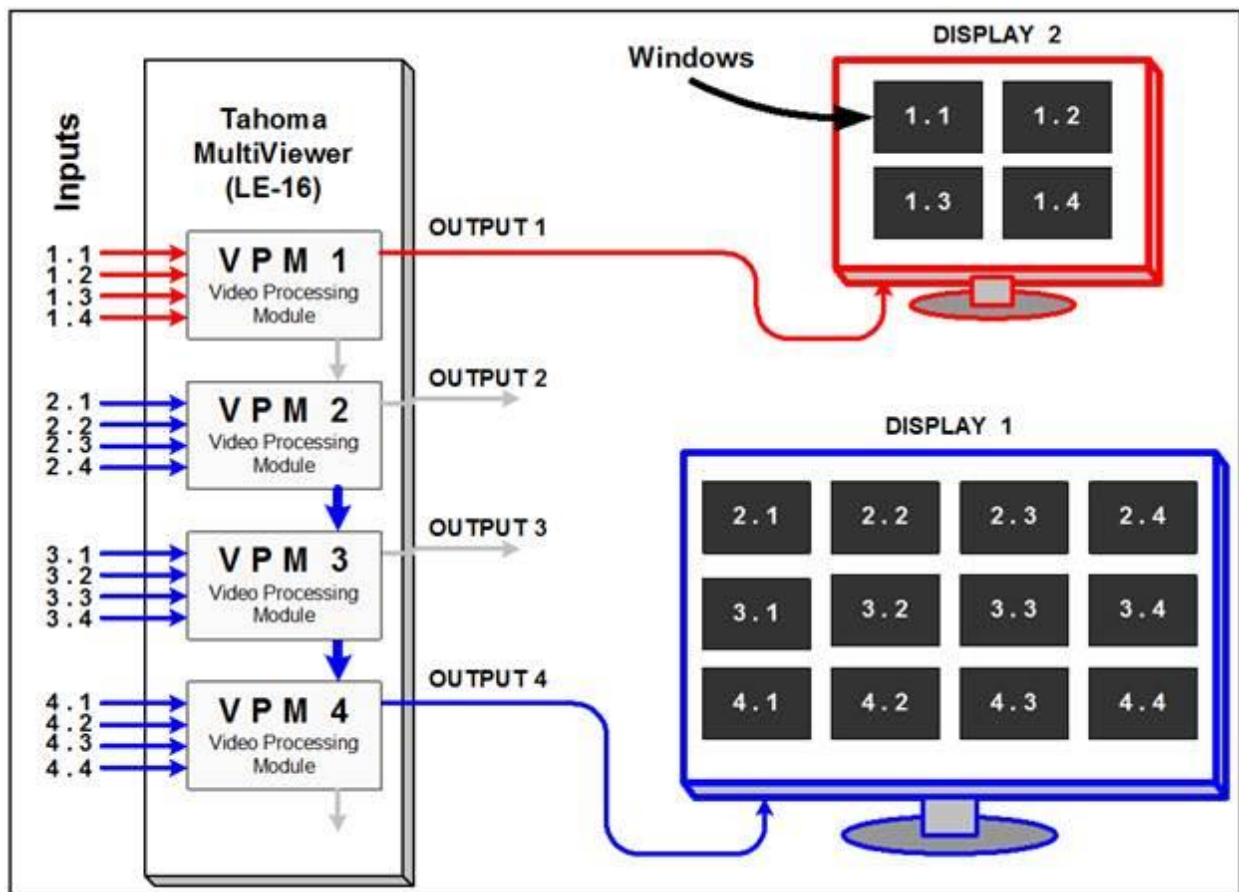 DISPLAY 2
Windows
1.1
1.2
1.3
1.4
Inputs
Tahoma
MultiViewer
(LE-16)
OUTPUT 1
1.1
1.2
1.3
1.4
VPM 1
Video Processing
Module
OUTPUT 2
2.1
2.2
2.3
2.4
VPM 2
Video Processing
Module
OUTPUT 3
3.1
3.2
3.3
3.4
VPM 3
Video Processing
Module
OUTPUT 4
4.1
4.2
4.3
4.4
VPM 4
Video Processing
Module
DISPLAY 1
2.1 2.2 2.3 2.4
3.1 3.2 3.3 3.4
4.1 4.2 4.3 4.4